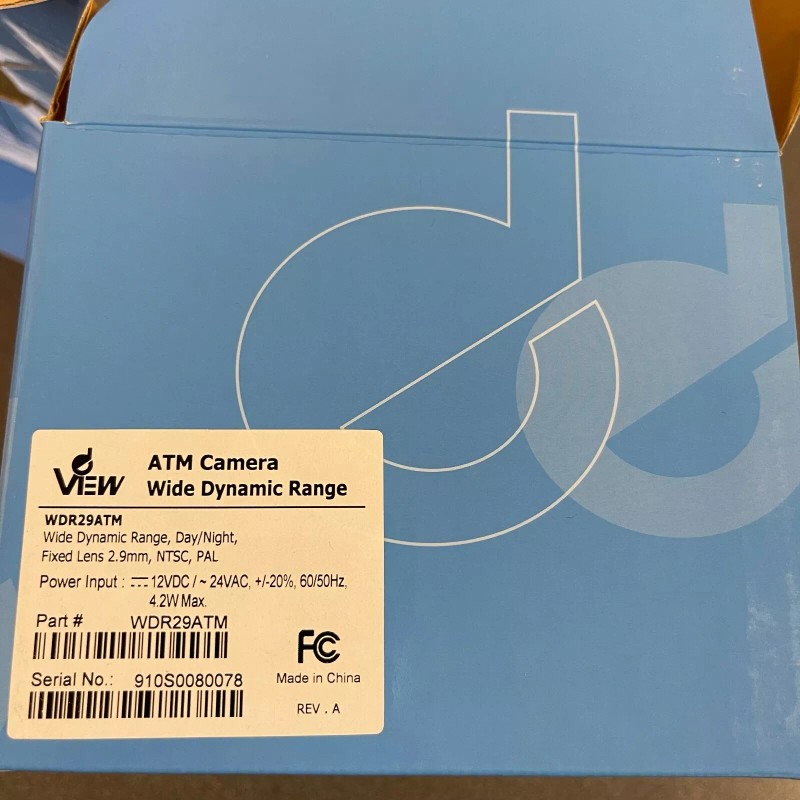 d
VIEW
ATM Camera
Wide Dynamic Range
WDR29ATM
Wide Dynamic Range, Day/Night,
Fixed Lens 2.9mm, NTSC, PAL
Power Input : ⎓ 12VDC / ~ 24VAC, +/-20%, 60/50Hz,
4.2W Max.
Part # WDR29ATM
FC
Serial No.: 910S0080078
Made in China
REV . A